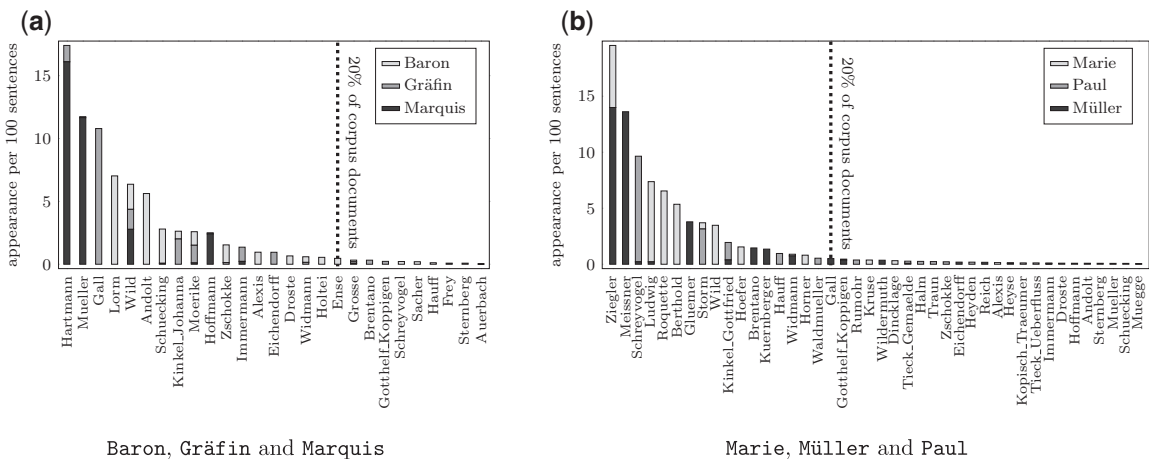 (a)
appearance per 100 sentences
15
10
5
0
Baron
Gräfin
Marquis
20% of corpus documents
Hartmann
Mueller
Gall
Lorm
Wild
Andolt
Schuecking
Kinkel_Johanna
Moerike
Hoffmann
Zschokke
Immermann
Alexis
Eichendorff
Droste
Widmann
Holtei
Ense
Grosse
Brentano
Gotthelf_Koppigen
Schreyvogel
Sacher
Hauff
Frey
Sternberg
Auerbach
Baron, Gräfin and Marquis
(b)
appearance per 100 sentences
15
10
5
0
Marie
Paul
Müller
20% of corpus documents
Ziegler
Meissner
Schreyvogel
Ludwig
Roquette
Berthold
Gluemer
Storm
Wild
Kinkel_Gottfried
Hoefer
Brentano
Kuernberger
Hauff
Widmann
Horner
Waldmueller
Gall
Gotthelf_Koppigen
Rumohr
Kruse
Wildermuth
Dincklage
Tieck_Gemaelde
Halm
Traun
Zschokke
Eichendorff
Heyden
Reich
Alexis
Heyse
Kopisch_Traeumer
Tieck_Ueberfluss
Immermann
Droste
Hoffmann
Andolt
Sternberg
Mueller
Schuecking
Muegge
Marie, Müller and Paul